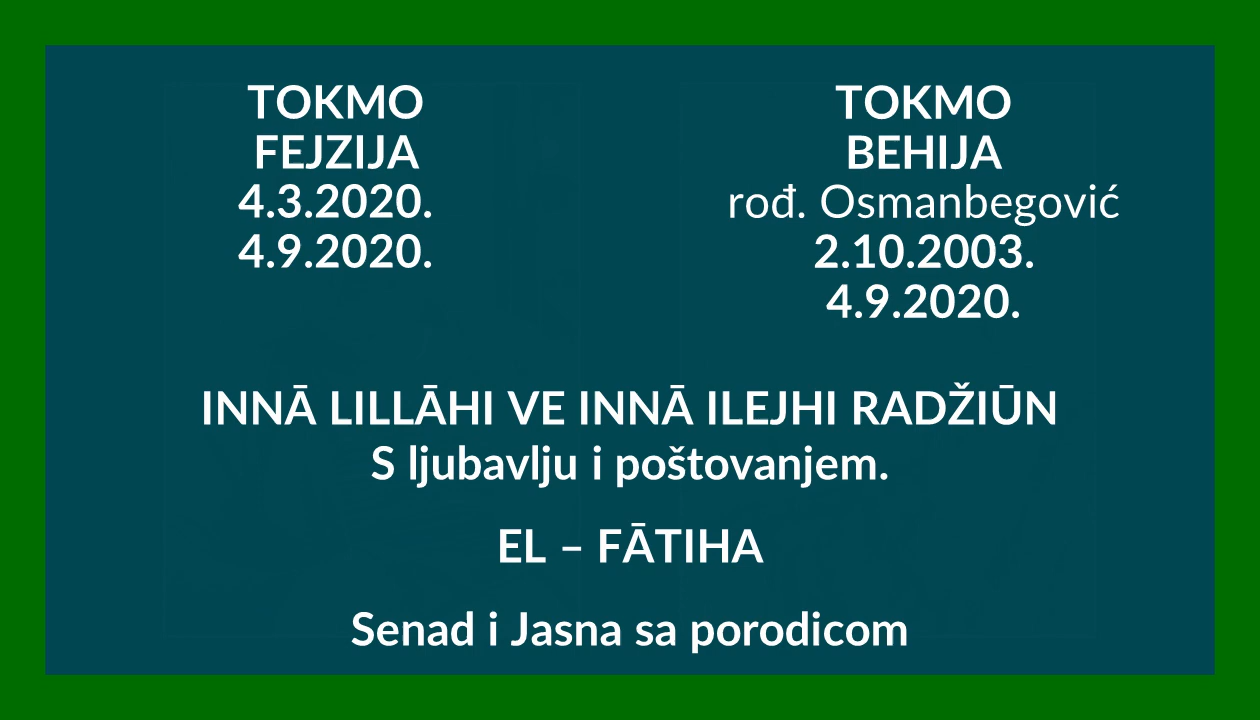 TOKMO
FEJZIJA
4.3.2020.
4.9.2020.
TOKMO
BEHIJA
rođ. Osmanbegović
2.10.2003.
4.9.2020.
INNĀ LILLĀHI VE INNĀ ILEJHI RADŽIŪN
S ljubavlju i poštovanjem.
EL – FĀTIHA
Senad i Jasna sa porodicom